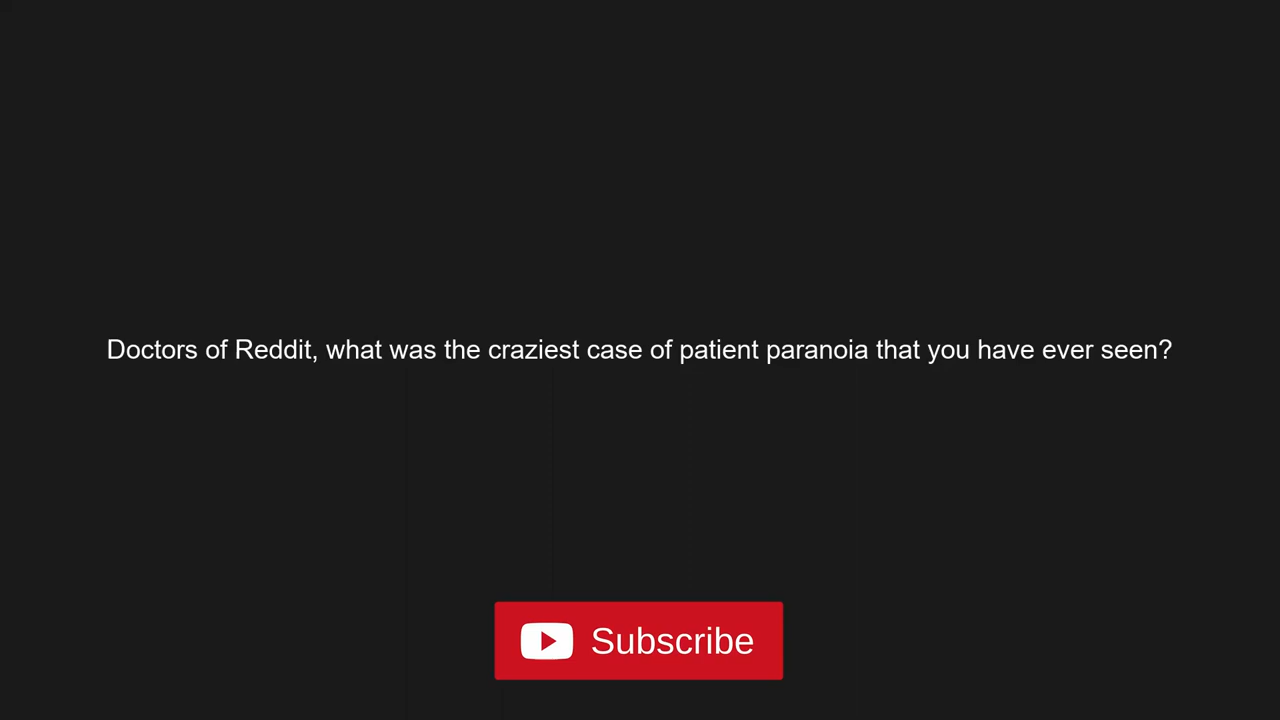 Doctors of Reddit, what was the craziest case of patient paranoia that you have ever seen?
Subscribe